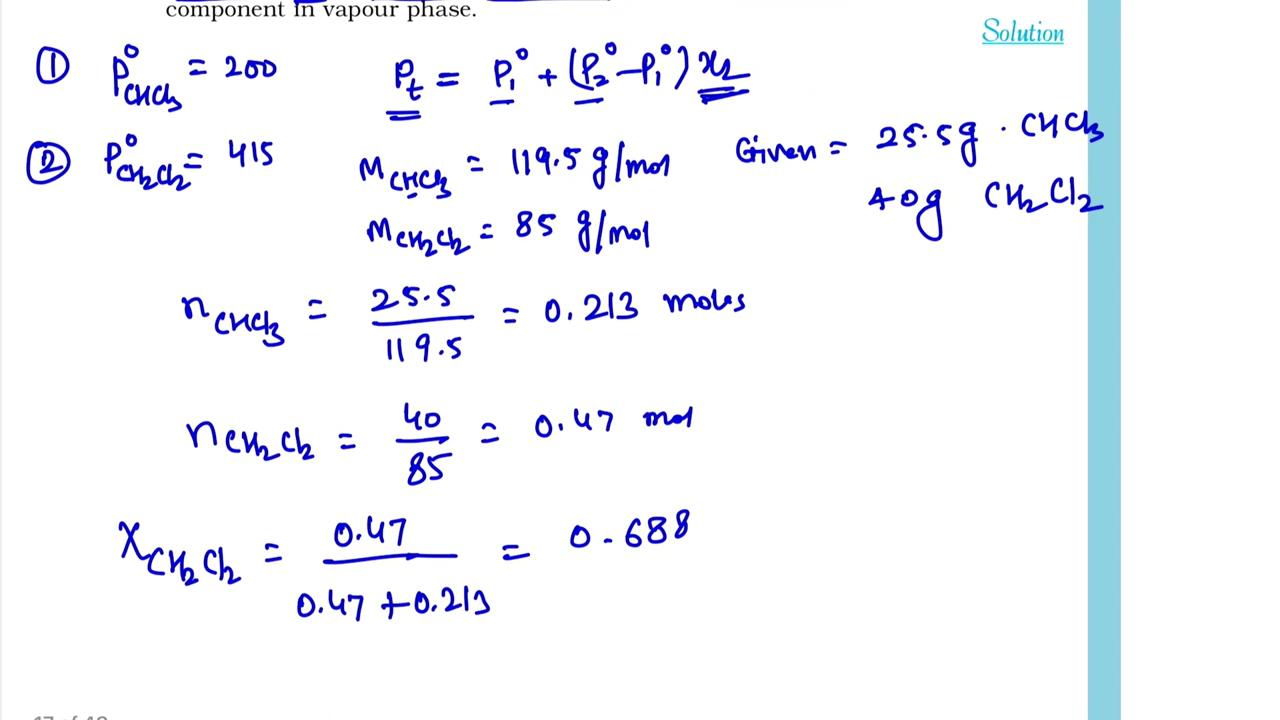 component in vapour phase.
Solution
① P°CHCl3 = 200
Pt = P1° + (P2° - P1°) x2
② P°CH2Cl2 = 415
MCHCl3 = 119.5 g/mol
Given = 25.5g . CHCl3
40g CH2Cl2
MCH2Cl2 = 85 g/mol
nCHCl3 = 25.5 / 119.5 = 0.213 moles
nCH2Cl2 = 40 / 85 = 0.47 mol
xCH2Cl2 = 0.47 / 0.47 + 0.213 = 0.688